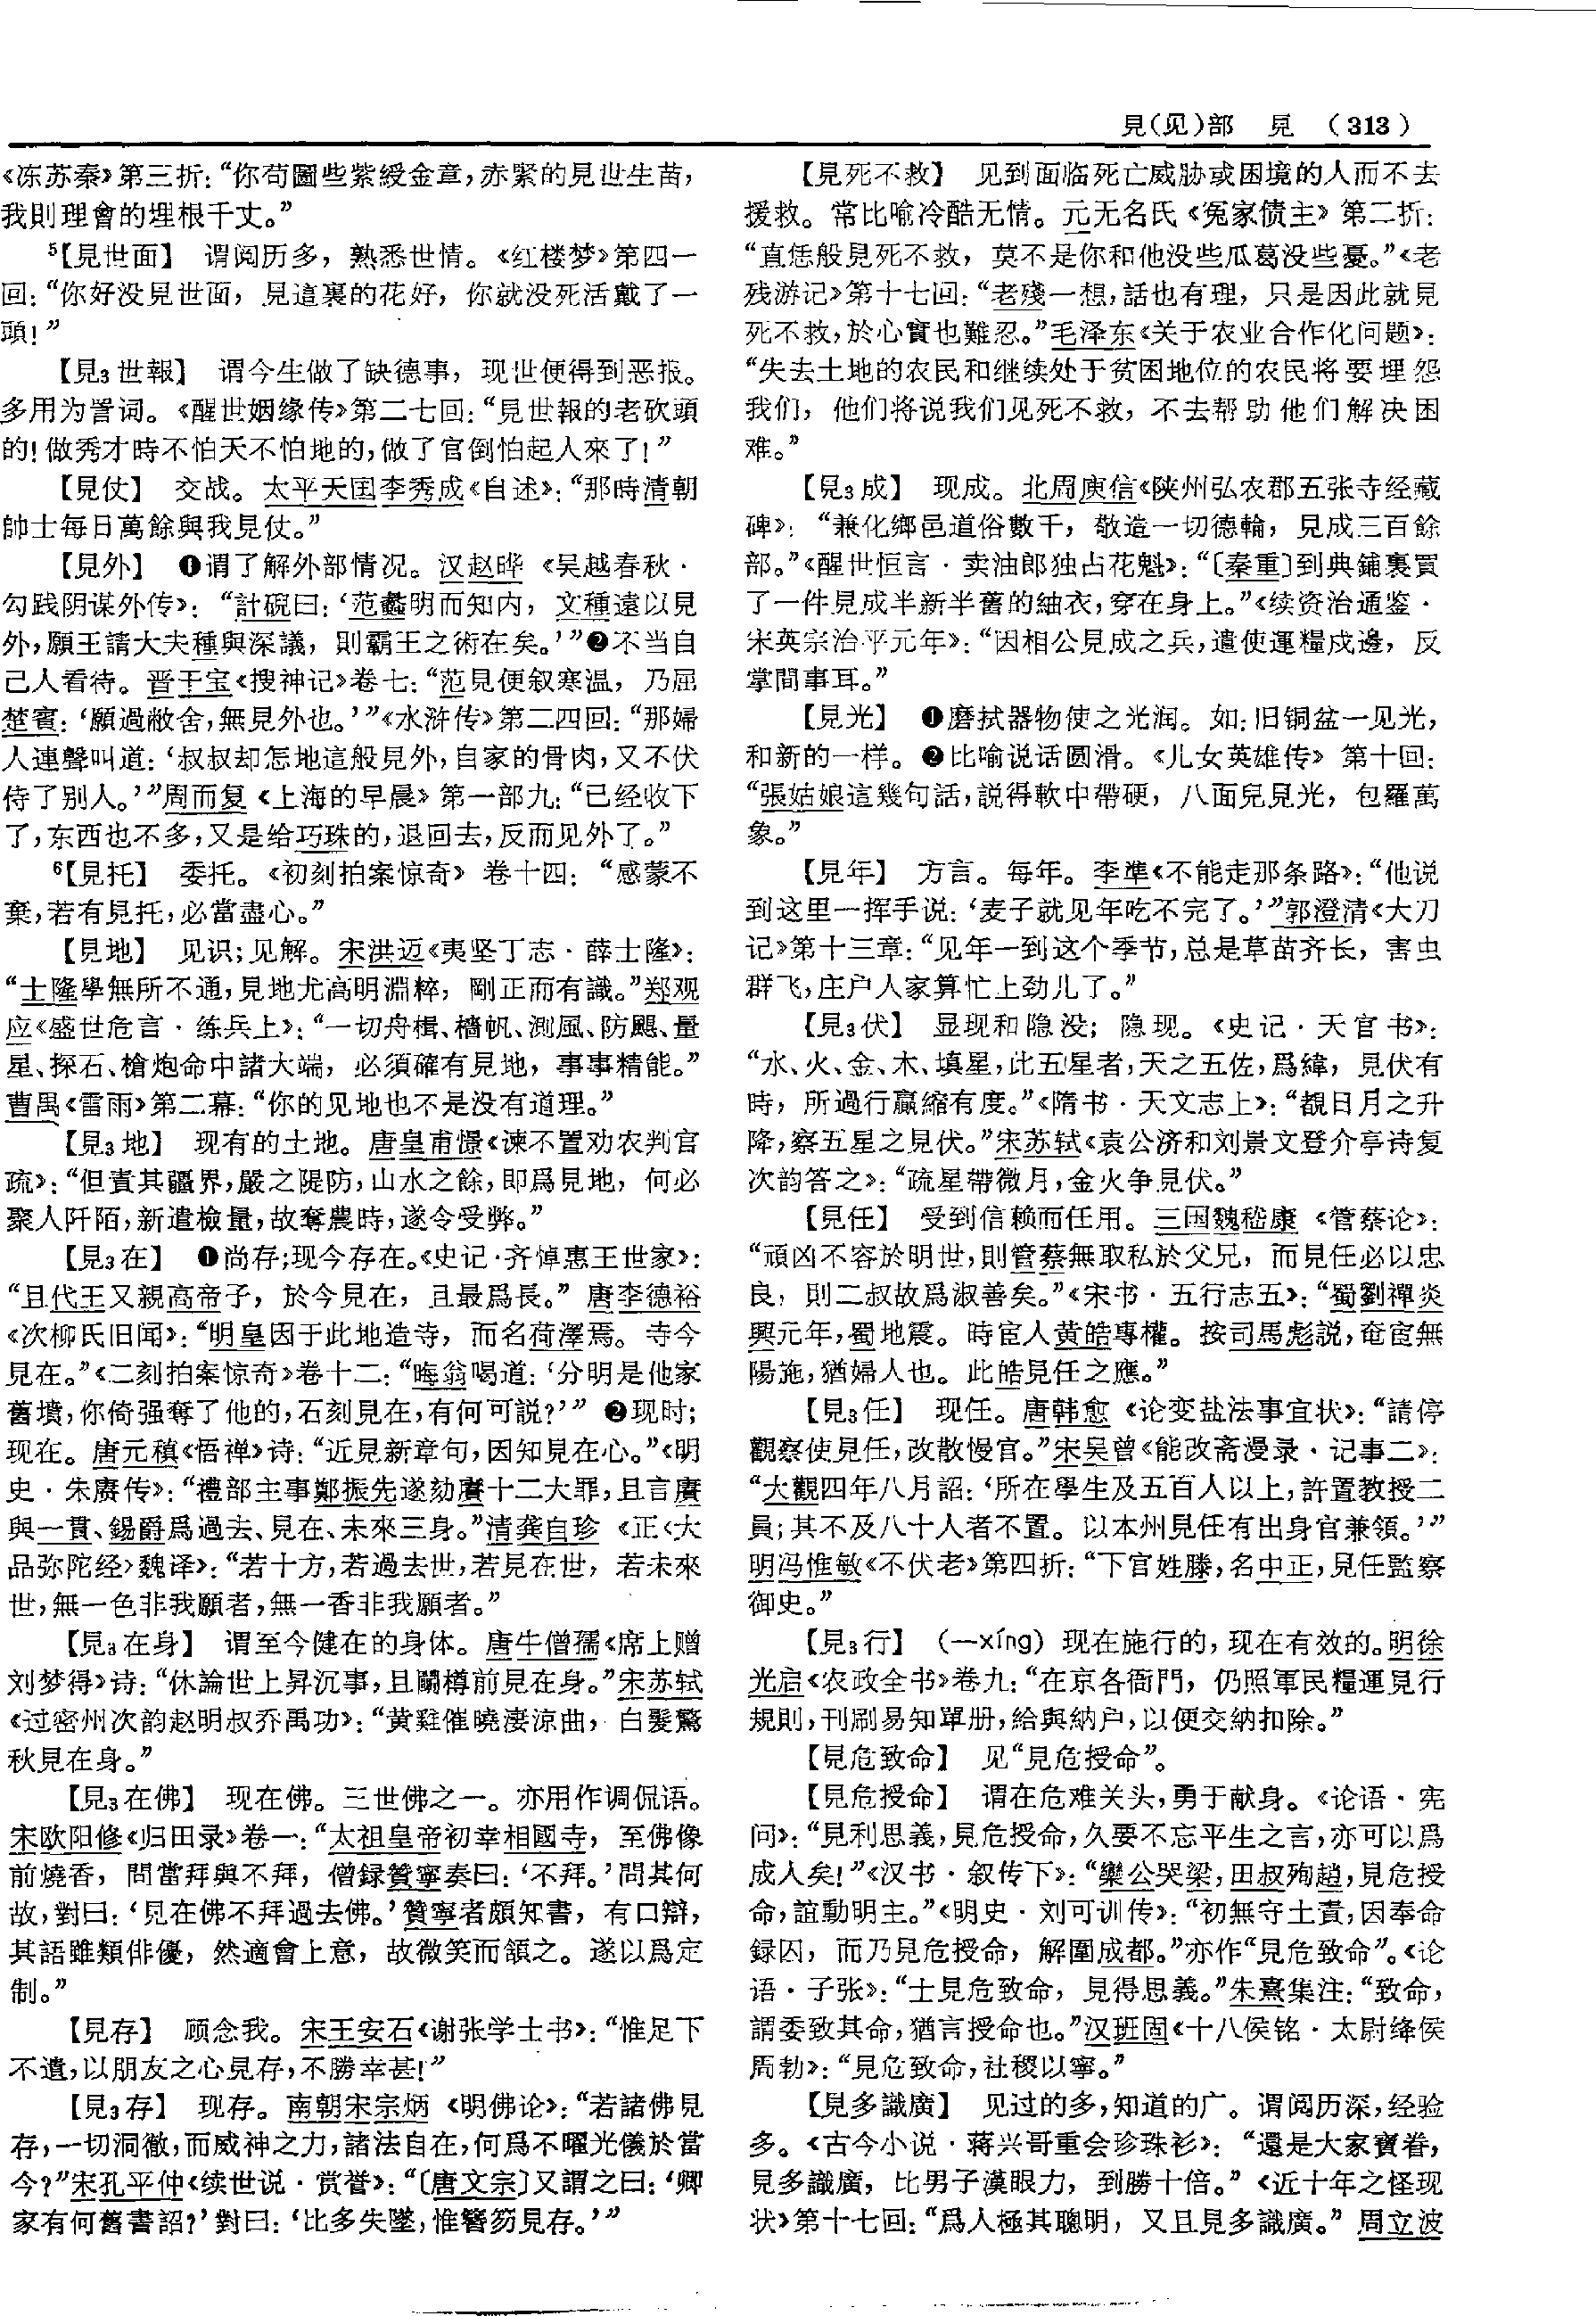 見(见)部　見　（313）
《冻苏秦》第三折：“你苟圖些紫綬金章，赤緊的見世生苗，
我則理會的埋根千丈。”
⁵【見世面】　谓阅历多，熟悉世情。《红楼梦》第四一
回：“你好没見世面，見這裏的花好，你就没死活戴了一
頭！”
【見₃世報】　谓今生做了缺德事，现世便得到恶报。
多用为詈词。《醒世姻缘传》第二七回：“見世報的老砍頭
的！做秀才時不怕天不怕地的，做了官倒怕起人來了！”
【見仗】　交战。太平天国李秀成《自述》：“那時清朝
帥士每日萬餘與我見仗。”
【見外】　❶谓了解外部情况。汉赵晔《吴越春秋·
勾践阴谋外传》：“計硯曰：‘范蠡明而知内，文種遠以見
外，願王請大夫種與深議，則霸王之術在矣。’”❷不当自
己人看待。晋干宝《搜神记》卷七：“范見便叙寒温，乃屈
楚賓：‘願過敝舍，無見外也。’”《水浒传》第二四回：“那婦
人連聲叫道：‘叔叔却怎地這般見外，自家的骨肉，又不伏
侍了别人。’”周而复《上海的早晨》第一部九：“已经收下
了，东西也不多，又是给巧珠的，退回去，反而见外了。”
⁶【見托】　委托。《初刻拍案惊奇》卷十四：“感蒙不
棄，若有見托，必當盡心。”
【見地】　见识；见解。宋洪迈《夷坚丁志·薛士隆》：
“士隆學無所不通，見地尤高明淵粹，剛正而有識。”郑观
应《盛世危言·练兵上》：“一切舟楫、檣帆、測風、防颶、量
星、探石、槍炮命中諸大端，必須確有見地，事事精能。”
曹禺《雷雨》第二幕：“你的见地也不是没有道理。”
【見₃地】　现有的土地。唐皇甫憬《谏不置劝农判官
疏》：“但責其疆界，嚴之隄防，山水之餘，即爲見地，何必
聚人阡陌，新遣檢量，故奪農時，遂令受弊。”
【見₃在】　❶尚存；现今存在。《史记·齐悼惠王世家》：
“且代王又親高帝子，於今見在，且最爲長。”唐李德裕
《次柳氏旧闻》：“明皇因于此地造寺，而名荷澤焉。寺今
見在。”《二刻拍案惊奇》卷十二：“晦翁喝道：‘分明是他家
舊墳，你倚强奪了他的，石刻見在，有何可説？’”❷现时；
现在。唐元稹《悟禅》诗：“近見新章句，因知見在心。”《明
史·朱赓传》：“禮部主事鄭振先遂劾賡十二大罪，且言賡
與一貫、錫爵爲過去、見在、未來三身。”清龚自珍《正〈大
品弥陀经〉魏译》：“若十方，若過去世，若見在世，若未來
世，無一色非我願者，無一香非我願者。”
【見₃在身】　谓至今健在的身体。唐牛僧孺《席上赠
刘梦得》诗：“休論世上昇沉事，且鬭樽前見在身。”宋苏轼
《过密州次韵赵明叔乔禹功》：“黄雞催曉淒涼曲，白髮驚
秋見在身。”
【見₃在佛】　现在佛。三世佛之一。亦用作调侃语。
宋欧阳修《归田录》卷一：“太祖皇帝初幸相國寺，至佛像
前燒香，問當拜與不拜，僧録贊寧奏曰：‘不拜。’問其何
故，對曰：‘見在佛不拜過去佛。’贊寧者頗知書，有口辯，
其語雖類俳優，然適會上意，故微笑而頷之。遂以爲定
制。”
【見存】　顾念我。宋王安石《谢张学士书》：“惟足下
不遺，以朋友之心見存，不勝幸甚！”
【見₃存】　现存。南朝宋宗炳《明佛论》：“若諸佛見
存，一切洞徹，而威神之力，諸法自在，何爲不曜光儀於當
今？”宋孔平仲《续世说·赏誉》：“〔唐文宗〕又謂之曰：‘卿
家有何舊書詔？’對曰：‘比多失墜，惟簪笏見存。’”
【見死不救】　见到面临死亡威胁或困境的人而不去
援救。常比喻冷酷无情。元无名氏《冤家债主》第二折：
“直恁般見死不救，莫不是你和他没些瓜葛没些憂。”《老
残游记》第十七回：“老殘一想，話也有理，只是因此就見
死不救，於心實也難忍。”毛泽东《关于农业合作化问题》：
“失去土地的农民和继续处于贫困地位的农民将要埋怨
我们，他们将说我们见死不救，不去帮助他们解决困
难。”
【見₃成】　现成。北周庾信《陕州弘农郡五张寺经藏
碑》：“兼化鄉邑道俗數千，敬造一切德輪，見成三百餘
部。”《醒世恒言·卖油郎独占花魁》：“〔秦重〕到典鋪裏買
了一件見成半新半舊的紬衣，穿在身上。”《续资治通鉴·
宋英宗治平元年》：“因相公見成之兵，遣使運糧戍邊，反
掌間事耳。”
【見光】　❶磨拭器物使之光润。如：旧铜盆一见光，
和新的一样。❷比喻说话圆滑。《儿女英雄传》第十回：
“張姑娘這幾句話，説得軟中帶硬，八面兒見光，包羅萬
象。”
【見年】　方言。每年。李準《不能走那条路》：“他说
到这里一挥手说：‘麦子就见年吃不完了。’”郭澄清《大刀
记》第十三章：“见年一到这个季节，总是草苗齐长，害虫
群飞，庄户人家算忙上劲儿了。”
【見₃伏】　显现和隐没；隐现。《史记·天官书》：
“水、火、金、木、填星，此五星者，天之五佐，爲緯，見伏有
時，所過行贏縮有度。”《隋书·天文志上》：“覩日月之升
降，察五星之見伏。”宋苏轼《袁公济和刘景文登介亭诗复
次韵答之》：“疏星帶微月，金火争見伏。”
【見任】　受到信赖而任用。三国魏嵇康《管蔡论》：
“頑凶不容於明世，則管蔡無取私於父兄，而見任必以忠
良，則二叔故爲淑善矣。”《宋书·五行志五》：“蜀劉禪炎
興元年，蜀地震。時宦人黄皓專權。按司馬彪説，奄宦無
陽施，猶婦人也。此皓見任之應。”
【見₃任】　现任。唐韩愈《论变盐法事宜状》：“請停
觀察使見任，改散慢官。”宋吴曾《能改斋漫录·记事二》：
“大觀四年八月詔：‘所在學生及五百人以上，許置教授二
員；其不及八十人者不置。以本州見任有出身官兼領。’”
明冯惟敏《不伏老》第四折：“下官姓滕，名中正，見任監察
御史。”
【見₃行】　（一xíng）现在施行的，现在有效的。明徐
光启《农政全书》卷九：“在京各衙門，仍照軍民糧運見行
規則，刊刷易知單册，給與納户，以便交納扣除。”
【見危致命】　见“見危授命”。
【見危授命】　谓在危难关头，勇于献身。《论语·宪
问》：“見利思義，見危授命，久要不忘平生之言，亦可以爲
成人矣！”《汉书·叙传下》：“欒公哭梁，田叔殉趙，見危授
命，誼動明主。”《明史·刘可训传》：“初無守土責，因奉命
録囚，而乃見危授命，解圍成都。”亦作“見危致命”。《论
语·子张》：“士見危致命，見得思義。”朱熹集注：“致命，
謂委致其命，猶言授命也。”汉班固《十八侯铭·太尉绛侯
周勃》：“見危致命，社稷以寧。”
【見多識廣】　见过的多，知道的广。谓阅历深，经验
多。《古今小说·蒋兴哥重会珍珠衫》：“還是大家寶眷，
見多識廣，比男子漢眼力，到勝十倍。”《近十年之怪现
状》第十七回：“爲人極其聰明，又且見多識廣。”周立波